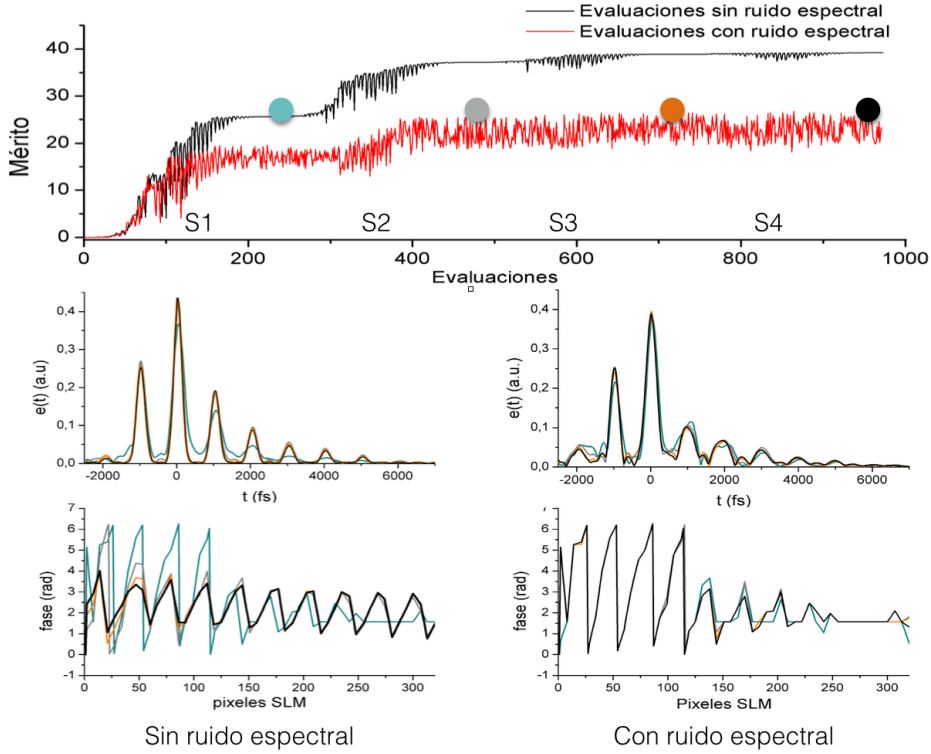 Evaluaciones sin ruido espectral
Evaluaciones con ruido espectral
Mérito
40
30
20
10
0
S1 S2 S3 S4
0 200 400 600 800 1000
Evaluaciones
e(t) (a.u)
0,4
0,3
0,2
0,1
0,0
-2000 0 2000 4000 6000
t (fs)
e(t) (a.u.)
0,4
0,3
0,2
0,1
0,0
-2000 0 2000 4000 6000
t (fs)
fase (rad)
7
6
5
4
3
2
1
0
-1
0 50 100 150 200 250 300
pixeles SLM
fase (rad)
7
6
5
4
3
2
1
0
-1
0 50 100 150 200 250 300
Pixeles SLM
Sin ruido espectral
Con ruido espectral